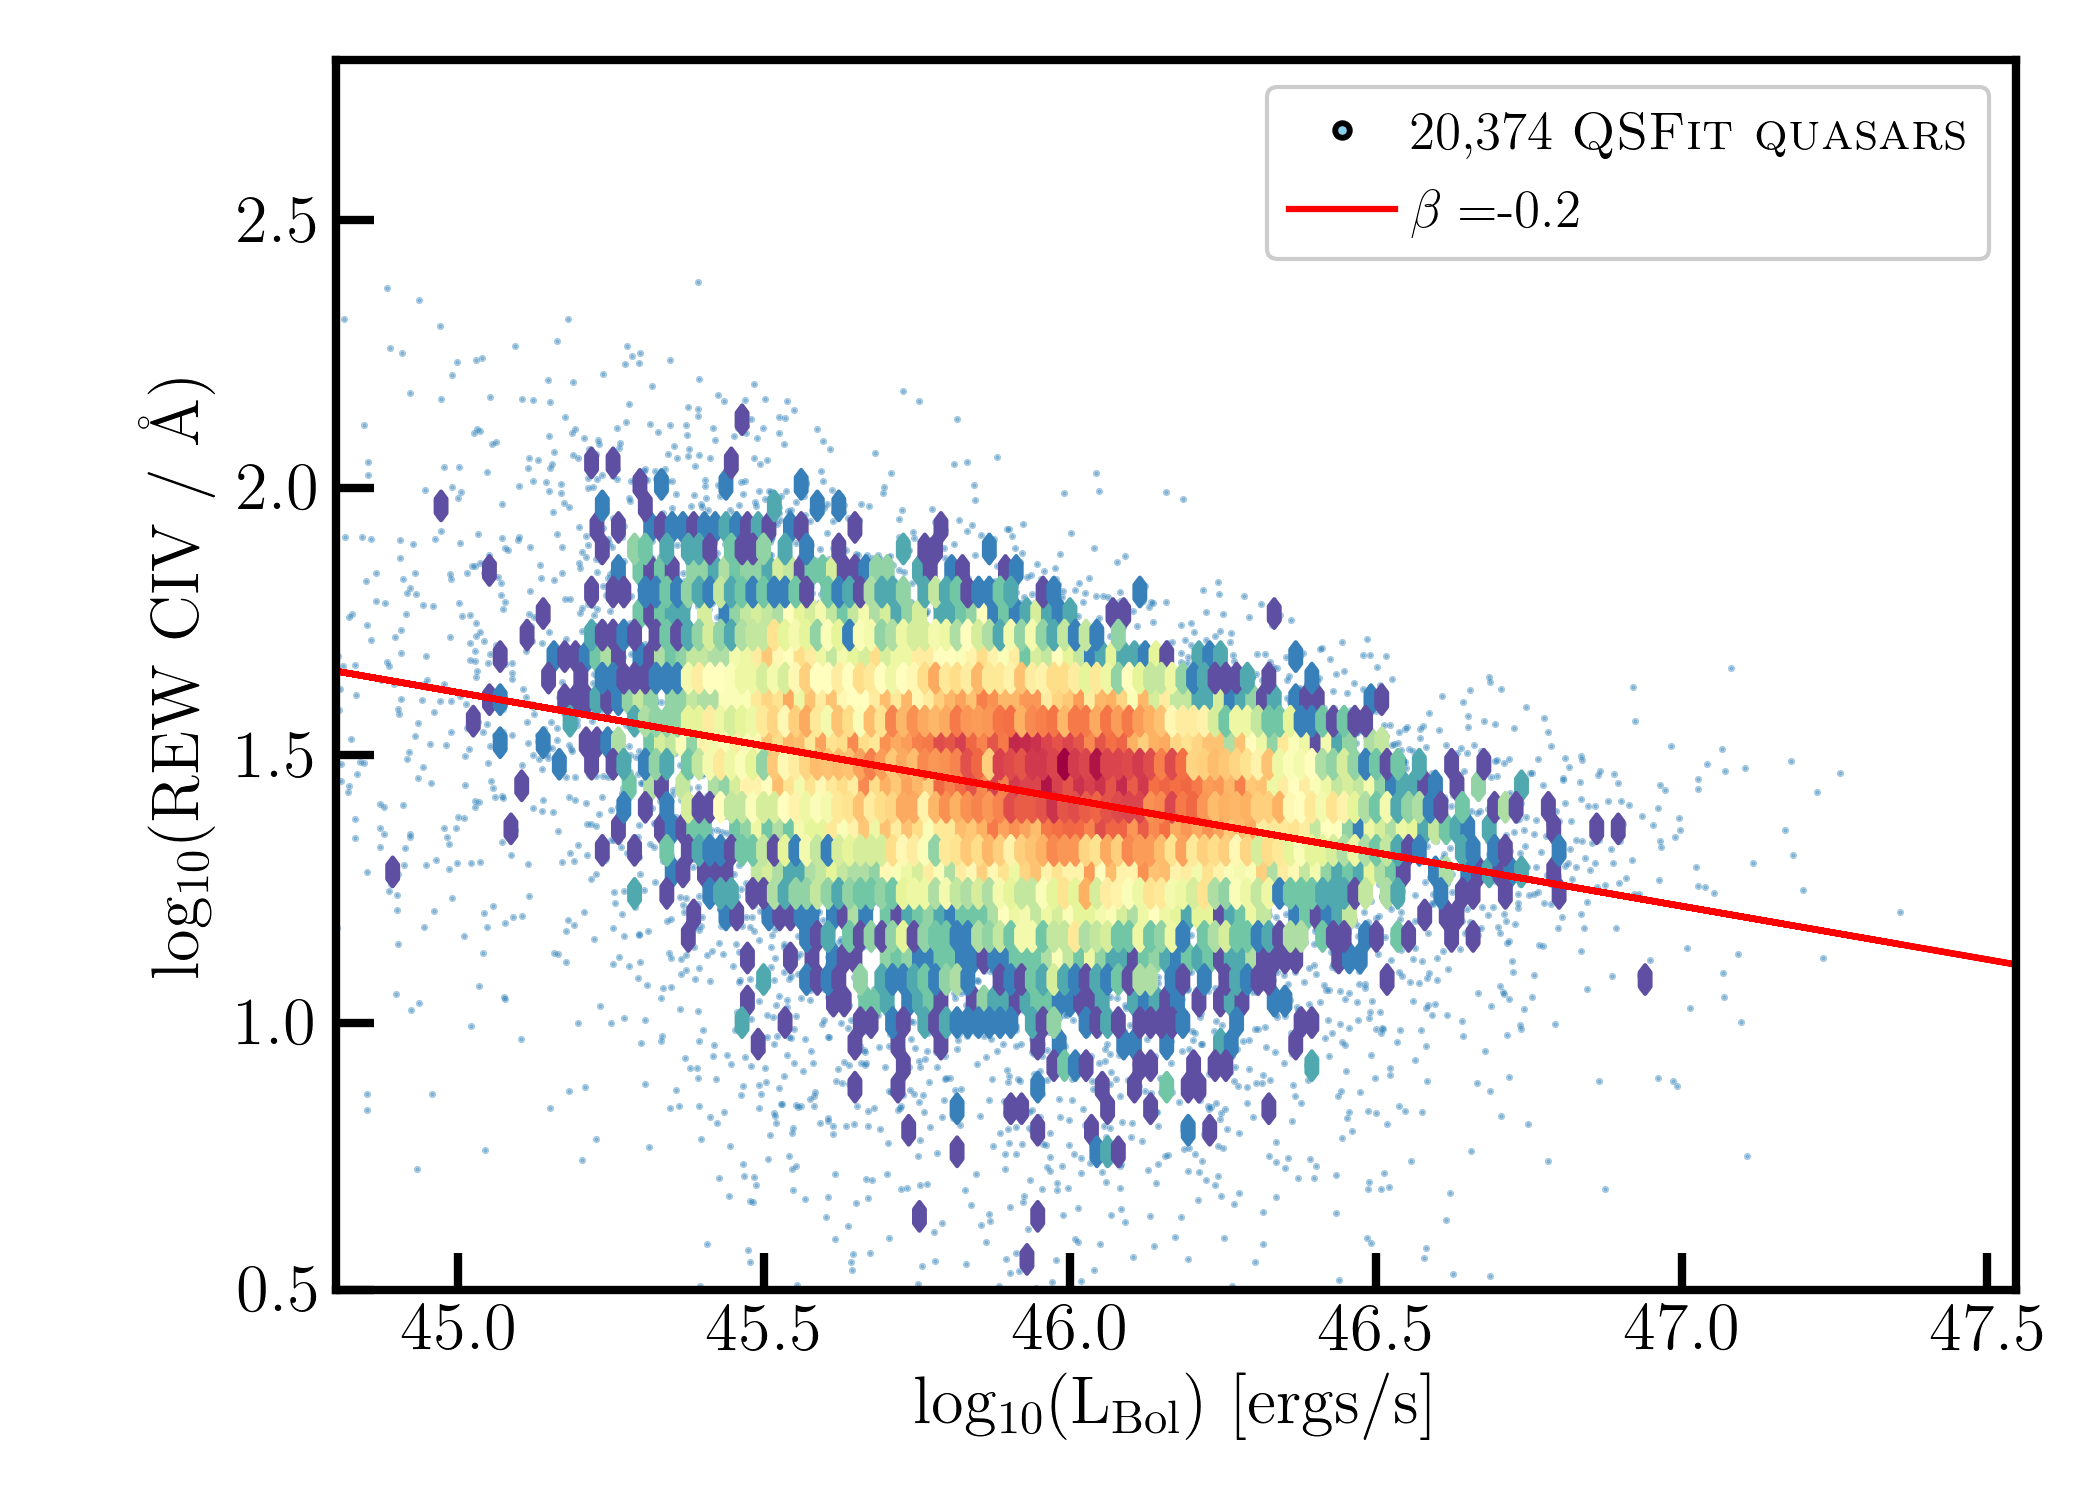 20,374 QSFIT QUASARS
β =-0.2
log₁₀(REW CIV / Å)
2.5
2.0
1.5
1.0
0.5
45.0 45.5 46.0 46.5 47.0 47.5
log₁₀(L_Bol) [ergs/s]